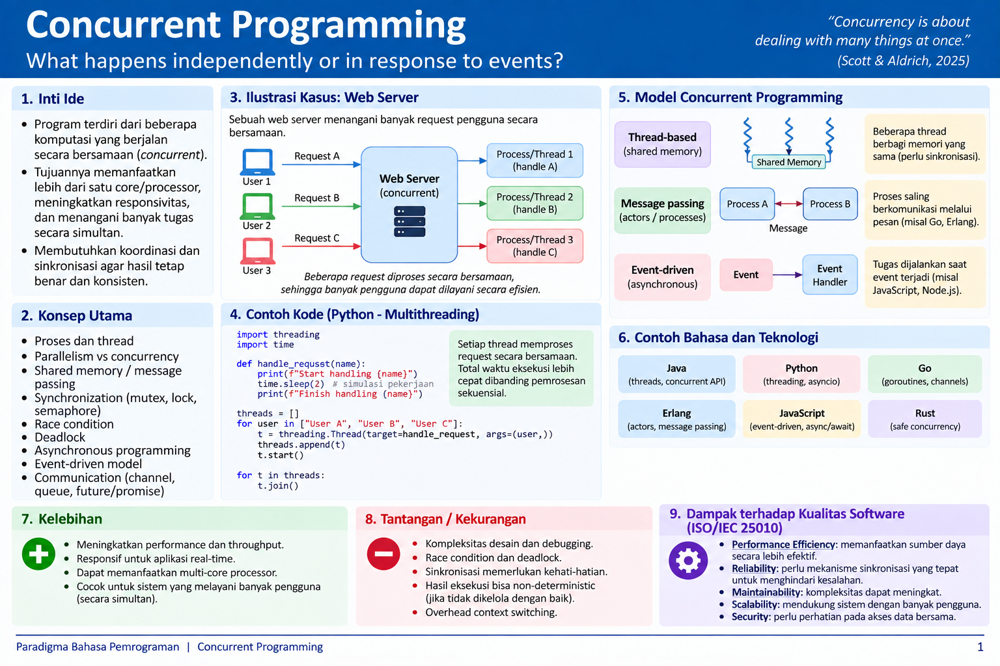 Concurrent Programming
What happens independently or in response to events?
“Concurrency is about
dealing with many things at once.”
(Scott & Aldrich, 2025)
1. Inti Ide
• Program terdiri dari beberapa
komputasi yang berjalan
secara bersamaan (concurrent).
• Tujuannya memanfaatkan
lebih dari satu core/processor,
meningkatkan responsivitas,
dan menangani banyak tugas
secara simultan.
• Membutuhkan koordinasi dan
sinkronisasi agar hasil tetap
benar dan konsisten.
2. Konsep Utama
• Proses dan thread
• Parallelism vs concurrency
• Shared memory / message
passing
• Synchronization (mutex, lock,
semaphore)
• Race condition
• Deadlock
• Asynchronous programming
• Event-driven model
• Communication (channel,
queue, future/promise)
3. Ilustrasi Kasus: Web Server
Sebuah web server menangani banyak request pengguna secara
bersamaan.
User 1
Request A
User 2
Request B
User 3
Request C
Web Server
(concurrent)
Process/Thread 1
(handle A)
Process/Thread 2
(handle B)
Process/Thread 3
(handle C)
Beberapa request diproses secara bersamaan,
sehingga banyak pengguna dapat dilayani secara efisien.
4. Contoh Kode (Python - Multithreading)
import threading
import time
def handle_requsst(name):
    print(f"Start handling {name}")
    time.sleep(2) # simulasi pekerjaan
    print(f"Finish handling {name}")
threads = []
for user in ["User A", "User B", "User C"]:
    t = threading.Thread(target=handle_request, args=(user,))
    threads.append(t)
    t.start()
for t in threads:
    t.join()
Setiap thread memproses
request secara bersamaan.
Total waktu eksekusi lebih
cepat dibanding pemrosesan
sekuensial.
5. Model Concurrent Programming
Thread-based
(shared memory)
Shared Memory
Beberapa thread
berbagi memori yang
sama (perlu sinkronisasi).
Message passing
(actors / processes)
Process A
Process B
Message
Proses saling
berkomunikasi melalui
pesan (misal Go, Erlang).
Event-driven
(asynchronous)
Event
Event
Handler
Tugas dijalankan saat
event terjadi (misal
JavaScript, Node.js).
6. Contoh Bahasa dan Teknologi
Java
(threads, concurrent API)
Python
(threading, asyncio)
Go
(goroutines, channels)
Erlang
(actors, message passing)
JavaScript
(event-driven, async/await)
Rust
(safe concurrency)
7. Kelebihan
• Meningkatkan performance dan throughput.
• Responsif untuk aplikasi real-time.
• Dapat memanfaatkan multi-core processor.
• Cocok untuk sistem yang melayani banyak pengguna
(secara simultan).
8. Tantangan / Kekurangan
• Kompleksitas desain dan debugging.
• Race condition dan deadlock.
• Sinkronisasi memerlukan kehati-hatian.
• Hasil eksekusi bisa non-deterministic
(jika tidak dikelola dengan baik).
• Overhead context switching.
9. Dampak terhadap Kualitas Software
(ISO/IEC 25010)
• Performance Efficiency: memanfaatkan sumber daya
secara lebih efektif.
• Reliability: perlu mekanisme sinkronisasi yang tepat
untuk menghindari kesalahan.
• Maintainability: kompleksitas dapat meningkat.
• Scalability: mendukung sistem dengan banyak pengguna.
• Security: perlu perhatian pada akses data bersama.
Paradigma Bahasa Pemrograman | Concurrent Programming
1